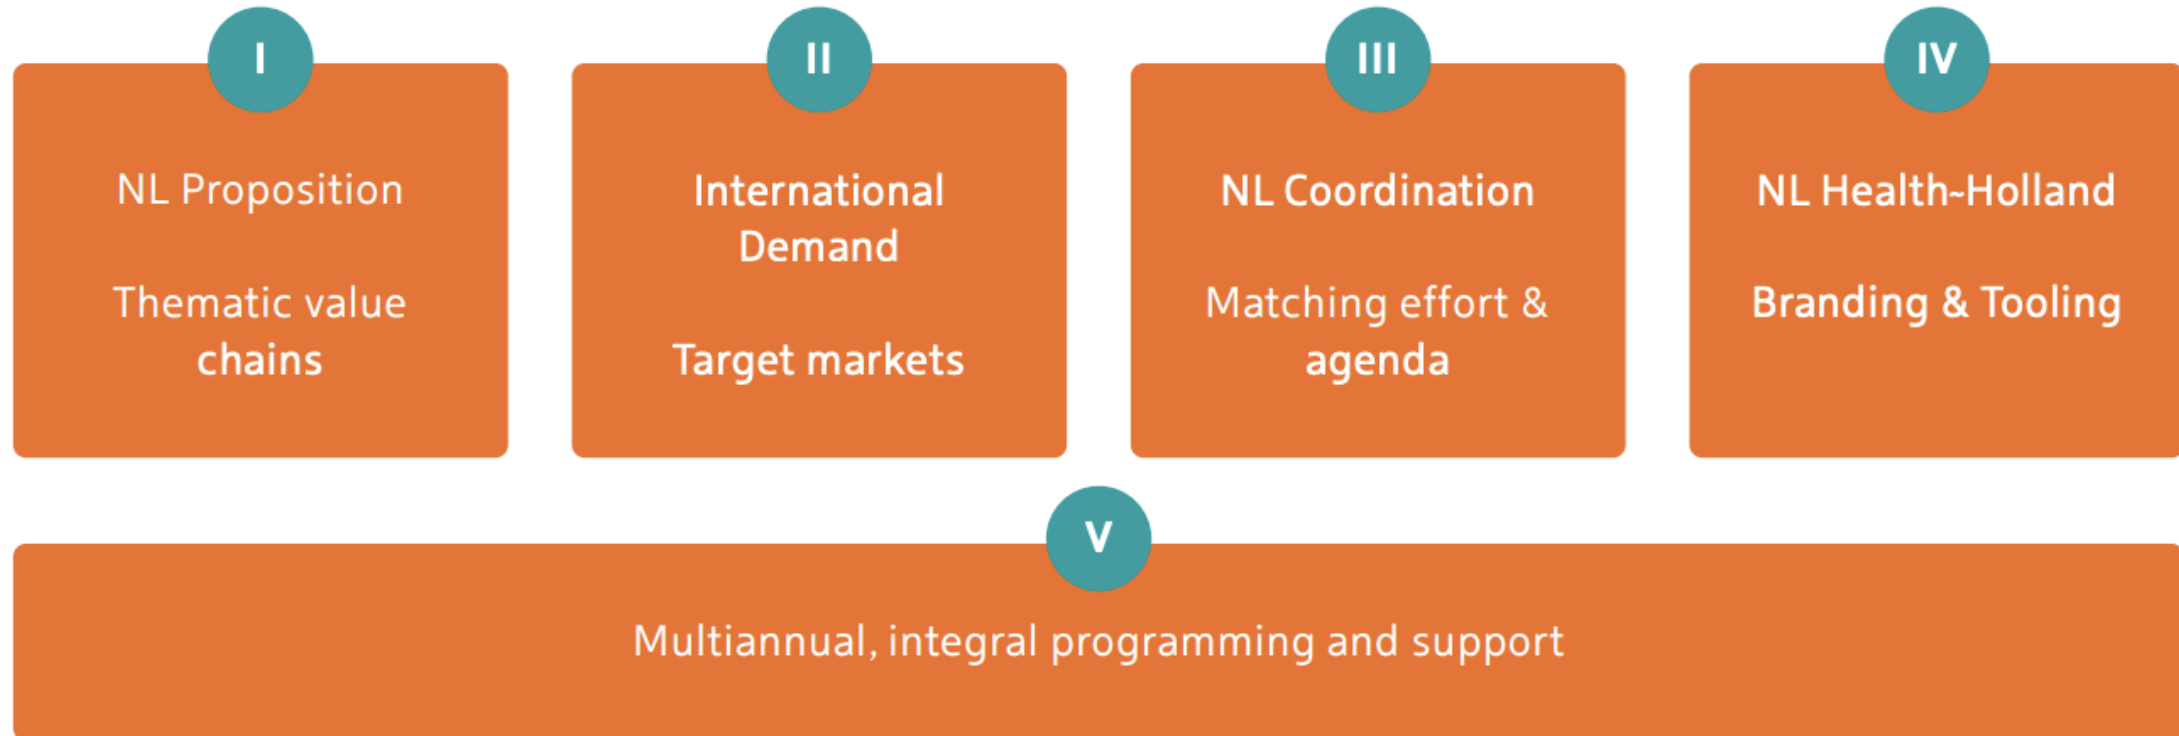 I
NL Proposition
Thematic value
chains
II
International
Demand
Target markets
III
NL Coordination
Matching effort &
agenda
IV
NL Health~Holland
Branding & Tooling
V
Multiannual, integral programming and support